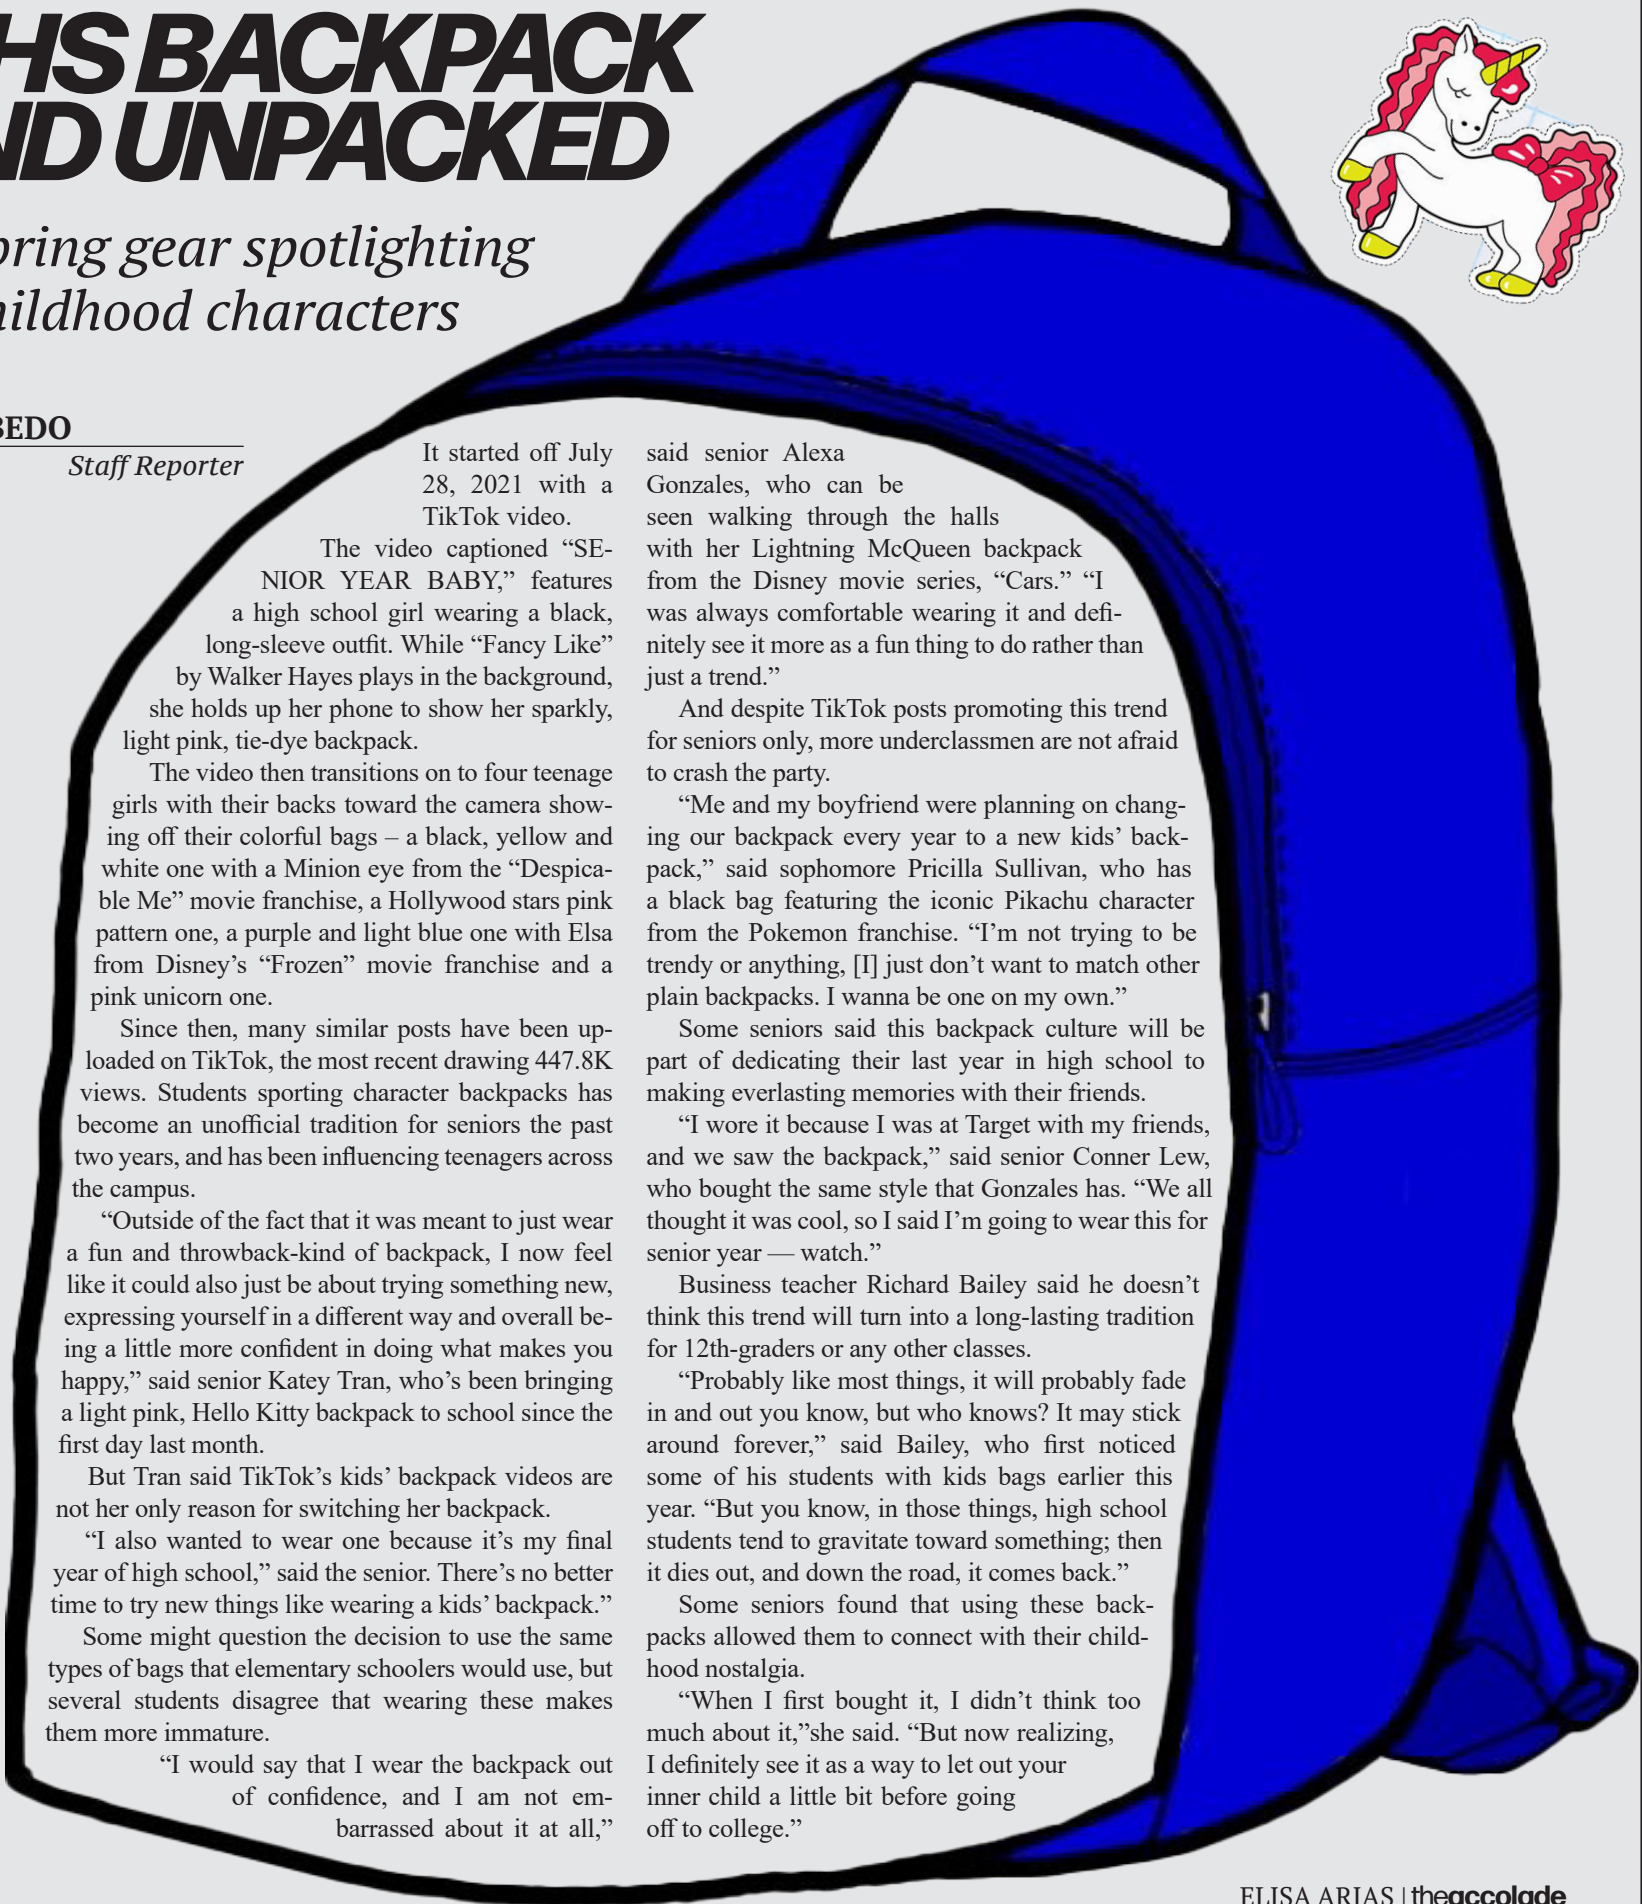 HS BACKPACK
ND UNPACKED
pring gear spotlighting
hildhood characters
BEDO
Staff Reporter
It started off July
28, 2021 with a
TikTok video.
The video captioned “SE-
NIOR YEAR BABY,” features
a high school girl wearing a black,
long-sleeve outfit. While “Fancy Like”
by Walker Hayes plays in the background,
she holds up her phone to show her sparkly,
light pink, tie-dye backpack.
The video then transitions on to four teenage
girls with their backs toward the camera show-
ing off their colorful bags – a black, yellow and
white one with a Minion eye from the “Despica-
ble Me” movie franchise, a Hollywood stars pink
pattern one, a purple and light blue one with Elsa
from Disney’s “Frozen” movie franchise and a
pink unicorn one.
Since then, many similar posts have been up-
loaded on TikTok, the most recent drawing 447.8K
views. Students sporting character backpacks has
become an unofficial tradition for seniors the past
two years, and has been influencing teenagers across
the campus.
“Outside of the fact that it was meant to just wear
a fun and throwback-kind of backpack, I now feel
like it could also just be about trying something new,
expressing yourself in a different way and overall be-
ing a little more confident in doing what makes you
happy,” said senior Katey Tran, who’s been bringing
a light pink, Hello Kitty backpack to school since the
first day last month.
But Tran said TikTok’s kids’ backpack videos are
not her only reason for switching her backpack.
“I also wanted to wear one because it’s my final
year of high school,” said the senior. There’s no better
time to try new things like wearing a kids’ backpack.”
Some might question the decision to use the same
types of bags that elementary schoolers would use, but
several students disagree that wearing these makes
them more immature.
“I would say that I wear the backpack out
of confidence, and I am not em-
barrassed about it at all,”
said senior Alexa
Gonzales, who can be
seen walking through the halls
with her Lightning McQueen backpack
from the Disney movie series, “Cars.” “I
was always comfortable wearing it and defi-
nitely see it more as a fun thing to do rather than
just a trend.”
And despite TikTok posts promoting this trend
for seniors only, more underclassmen are not afraid
to crash the party.
“Me and my boyfriend were planning on chang-
ing our backpack every year to a new kids’ back-
pack,” said sophomore Pricilla Sullivan, who has
a black bag featuring the iconic Pikachu character
from the Pokemon franchise. “I’m not trying to be
trendy or anything, [I] just don’t want to match other
plain backpacks. I wanna be one on my own.”
Some seniors said this backpack culture will be
part of dedicating their last year in high school to
making everlasting memories with their friends.
“I wore it because I was at Target with my friends,
and we saw the backpack,” said senior Conner Lew,
who bought the same style that Gonzales has. “We all
thought it was cool, so I said I’m going to wear this for
senior year — watch.”
Business teacher Richard Bailey said he doesn’t
think this trend will turn into a long-lasting tradition
for 12th-graders or any other classes.
“Probably like most things, it will probably fade
in and out you know, but who knows? It may stick
around forever,” said Bailey, who first noticed
some of his students with kids bags earlier this
year. “But you know, in those things, high school
students tend to gravitate toward something; then
it dies out, and down the road, it comes back.”
Some seniors found that using these back-
packs allowed them to connect with their child-
hood nostalgia.
“When I first bought it, I didn’t think too
much about it,”she said. “But now realizing,
I definitely see it as a way to let out your
inner child a little bit before going
off to college.”
ELISA ARIAS | theaccolade